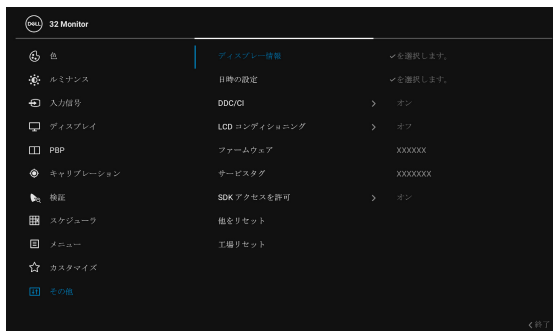 DELL 32 Monitor
色 ディスプレー情報 ✓を選択します。
ルミナンス 日時の設定 ✓を選択します。
入力信号 DDC/CI > オン
ディスプレイ LCD コンディショニング > オフ
PBP ファームウェア XXXXXX
キャリブレーション サービスタグ XXXXXXX
検証 SDK アクセスを許可 > オン
スケジューラ 他をリセット
メニュー 工場リセット
カスタマイズ
その他
<終了